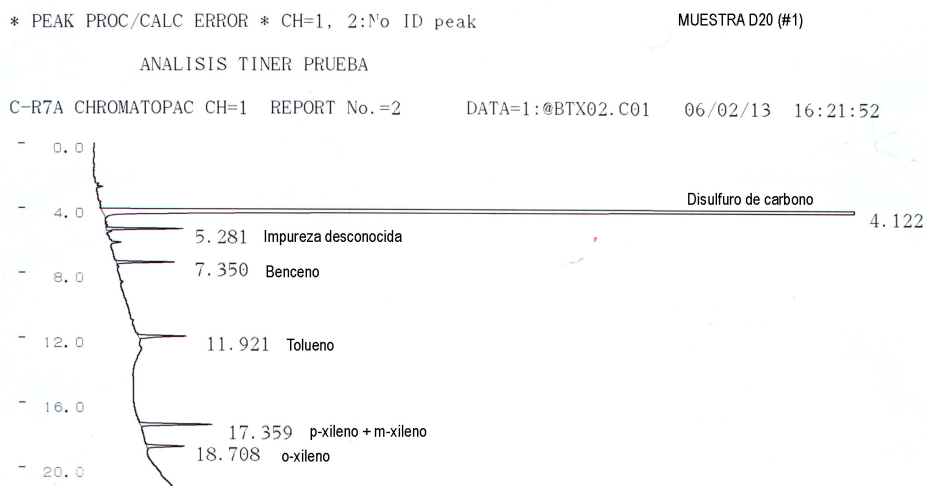 * PEAK PROC/CALC ERROR * CH=1, 2:No ID peak
MUESTRA D20 (#1)
ANALISIS TINER PRUEBA
C-R7A CHROMATOPAC CH=1 REPORT No.=2 DATA=1:@BTX02.C01 06/02/13 16:21:52
0.0
Disulfuro de carbono
4.0
4.122
5.281 Impureza desconocida
7.350 Benceno
8.0
12.0
11.921 Tolueno
16.0
17.359 p-xileno + m-xileno
18.708 o-xileno
20.0